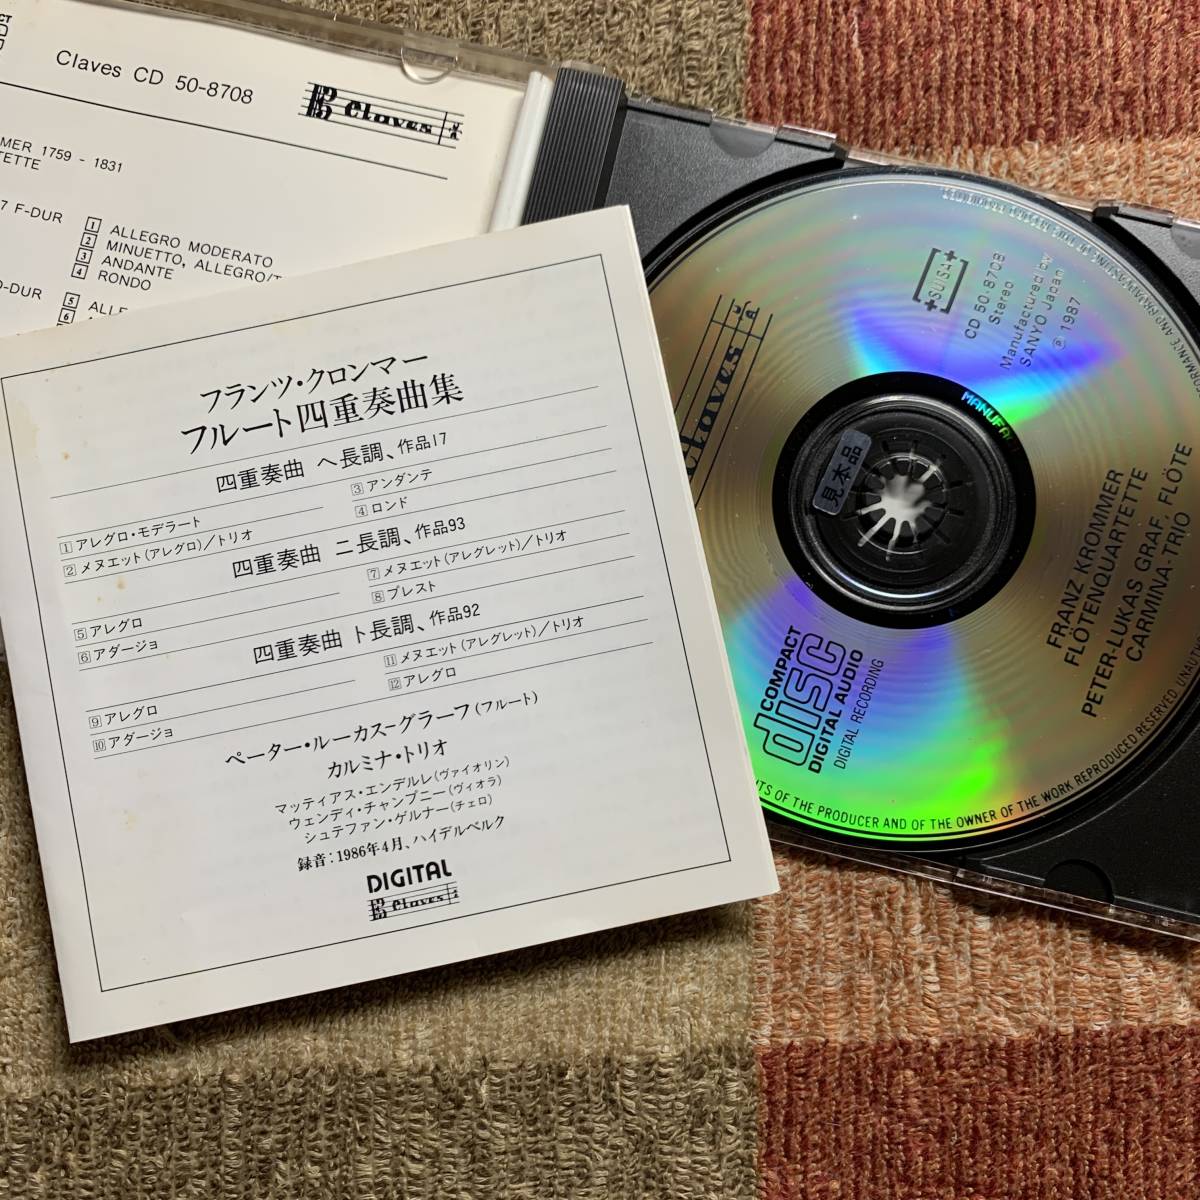 Claves CD 50-8708
Claves
MER 1759 - 1831
TETTE
7 F-DUR
1 ALLEGRO MODERATO
2 MINUETTO, ALLEGRO/T
3 ANDANTE
4 RONDO
D-DUR
5 ALLE
6
フランツ・クロンマー
フルート四重奏曲集
四重奏曲 ヘ長調、作品17
1 アレグロ・モデラート
2 メヌエット(アレグロ)/トリオ
3 アンダンテ
4 ロンド
四重奏曲 ニ長調、作品93
5 アレグロ
6 アダージョ
7 メヌエット(アレグレット)/トリオ
8 プレスト
四重奏曲 ト長調、作品92
9 アレグロ
10 アダージョ
11 メヌエット(アレグレット)/トリオ
12 アレグロ
ペーター・ルーカス=グラーフ(フルート)
カルミナ・トリオ
マッティアス・エンデルレ(ヴァイオリン)
ウェンディ・チャンプニー(ヴィオラ)
シュテファン・ゲルナー(チェロ)
録音:1986年4月、ハイデルベルク
DIGITAL
Claves
Claves
SUISA
CD 50-8708
Stereo
Manufactured by
SANYO Japan
℗ 1987
MANUFA
見本品
FRANZ KROMMER
FLÖTENQUARTETTE
PETER-LUKAS GRAF, FLÖTE
CARMINA-TRIO
COMPACT
disc
DIGITAL AUDIO
DIGITAL RECORDING
TS OF THE PRODUCER AND OF THE OWNER OF THE WORK REPRODUCED RESERVED. UNAUTH
FORMANCE AND BROADCASTING OF THIS RECORD PROHIBITED